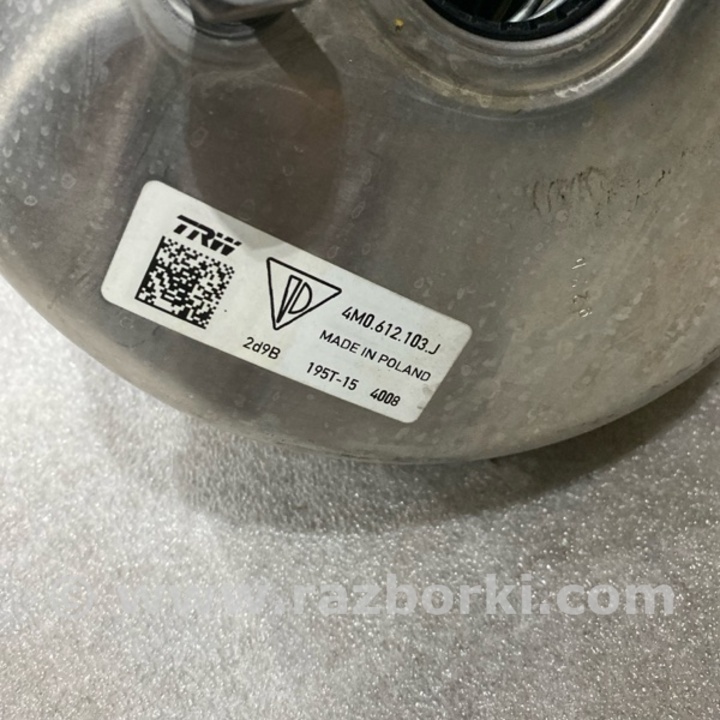 TRW
4M0.612.103.J
MADE IN POLAND
2d9B
195T-15 4008
www.razborki.com